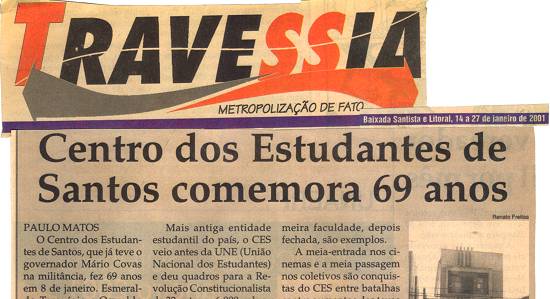 TRAVESSIA
METROPOLIZAÇÃO DE FATO
Baixada Santista e Litoral, 14 a 27 de janeiro de 2001
Centro dos Estudantes de
Santos comemora 69 anos
Renato Freitas
PAULO MATOS
O Centro dos Estudan-
tes de Santos, que já teve o
governador Mário Covas
na militância, fez 69 anos
em 8 de janeiro. Esmeral-
Mais antiga entidade
estudantil do país, o CES
veio antes da UNE (União
Nacional dos Estudantes)
e deu quadros para a Re-
volução Constitucionalista
meira faculdade, depois
fechada, são exemplos.
A meia-entrada nos ci-
nemas e a meia passagem
nos coletivos são conquis-
tas do CES entre batalhas